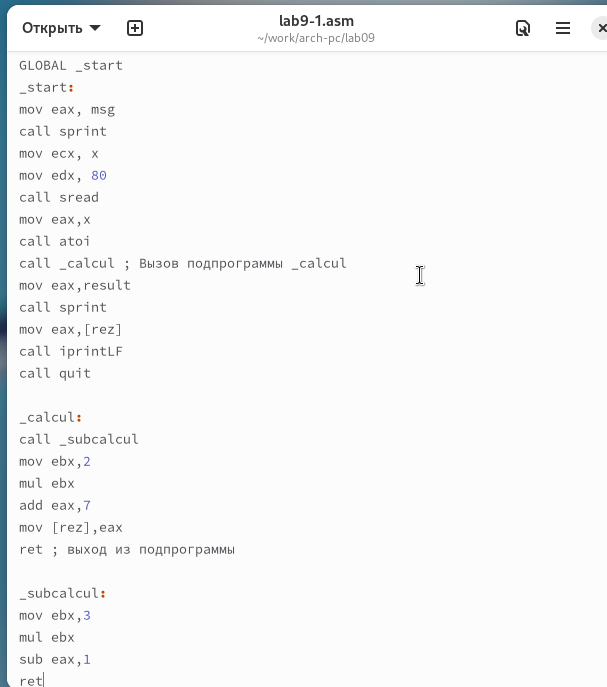 Открыть
lab9-1.asm
~/work/arch-pc/lab09
GLOBAL _start
_start:
mov eax, msg
call sprint
mov ecx, x
mov edx, 80
call sread
mov eax,x
call atoi
call _calcul ; Вызов подпрограммы _calcul
mov eax,result
call sprint
mov eax,[rez]
call iprintLF
call quit

_calcul:
call _subcalcul
mov ebx,2
mul ebx
add eax,7
mov [rez],eax
ret ; выход из подпрограммы

_subcalcul:
mov ebx,3
mul ebx
sub eax,1
ret